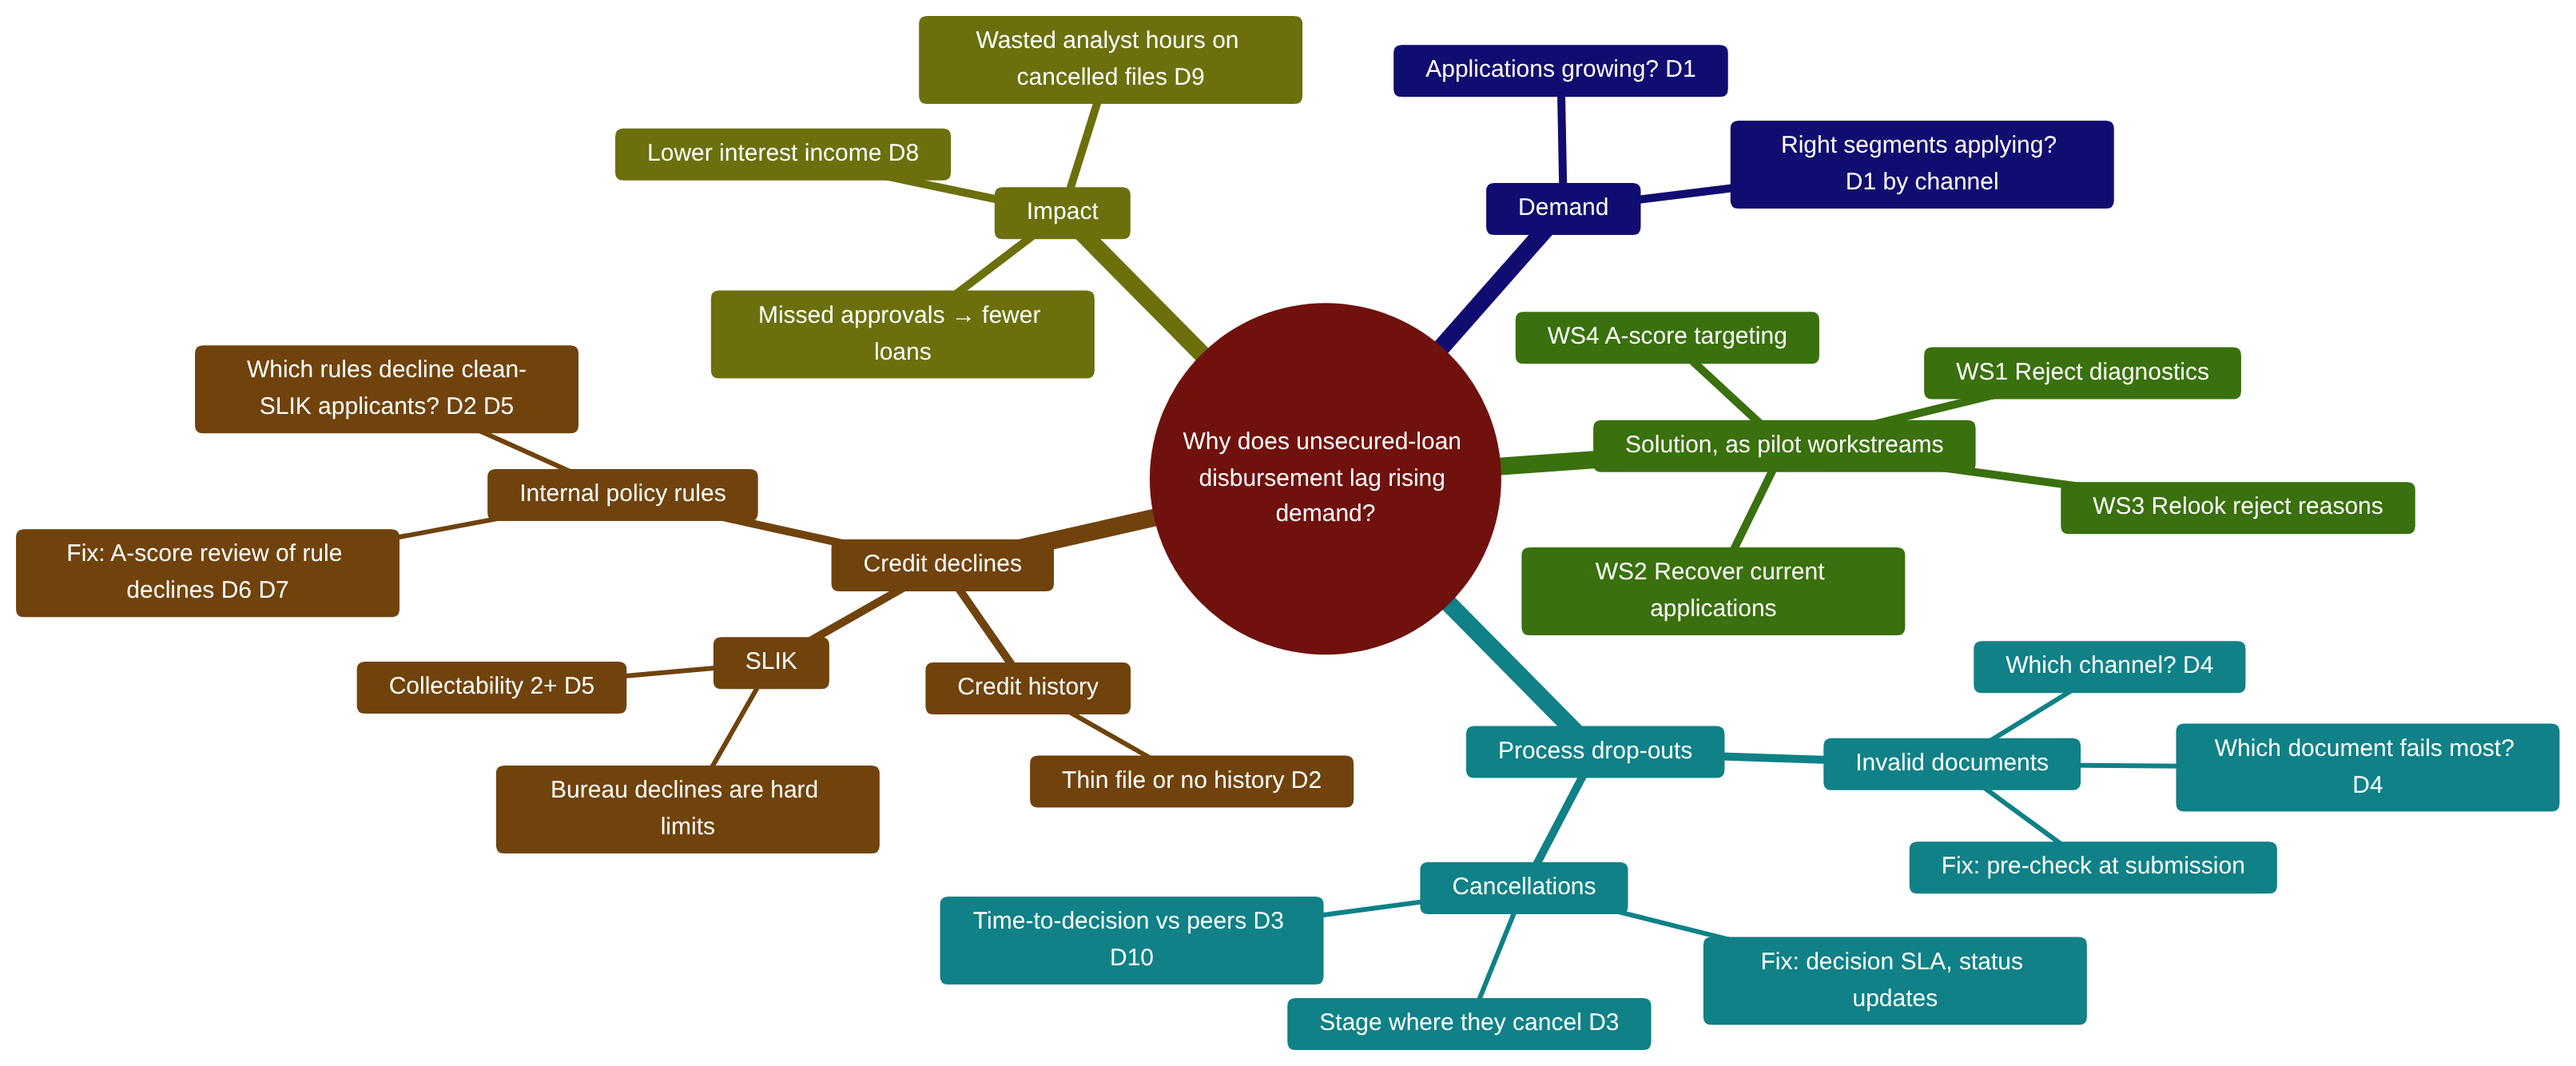 Why does unsecured-loan
disbursement lag rising
demand?
Demand
Applications growing? D1
Right segments applying?
D1 by channel
Solution, as pilot workstreams
WS4 A-score targeting
WS1 Reject diagnostics
WS3 Relook reject reasons
WS2 Recover current
applications
Process drop-outs
Invalid documents
Which channel? D4
Which document fails most?
D4
Fix: pre-check at submission
Cancellations
Time-to-decision vs peers D3
D10
Stage where they cancel D3
Fix: decision SLA, status
updates
Credit declines
Internal policy rules
Which rules decline clean-
SLIK applicants? D2 D5
Fix: A-score review of rule
declines D6 D7
SLIK
Collectability 2+ D5
Bureau declines are hard
limits
Credit history
Thin file or no history D2
Impact
Wasted analyst hours on
cancelled files D9
Lower interest income D8
Missed approvals → fewer
loans